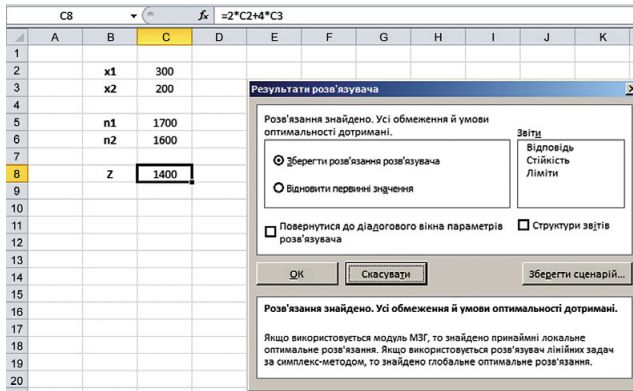 C8 fx =2*C2+4*C3
A B C D E F G H I J K
1
2 x1 300
3 x2 200
4
5 n1 1700
6 n2 1600
7
8 Z 1400
9
10
11
12
13
14
15
16
17
18
19
20
Результати розв'язувача
Розв'язання знайдено. Усі обмеження й умови
оптимальності дотримані.
Зберегти розв'язання розв'язувача
Відновити первинні значення
Звіти
Відповідь
Стійкість
Ліміти
Повернутися до діалогового вікна параметрів
розв'язувача
Структури звітів
ОК Скасувати Зберегти сценарій...
Розв'язання знайдено. Усі обмеження й умови оптимальності дотримані.
Якщо використовується модуль МЗГ, то знайдено принаймні локальне
оптимальне розв'язання. Якщо використовується розв'язувач лінійних задач
за симплекс-методом, то знайдено глобальне оптимальне розв'язання.